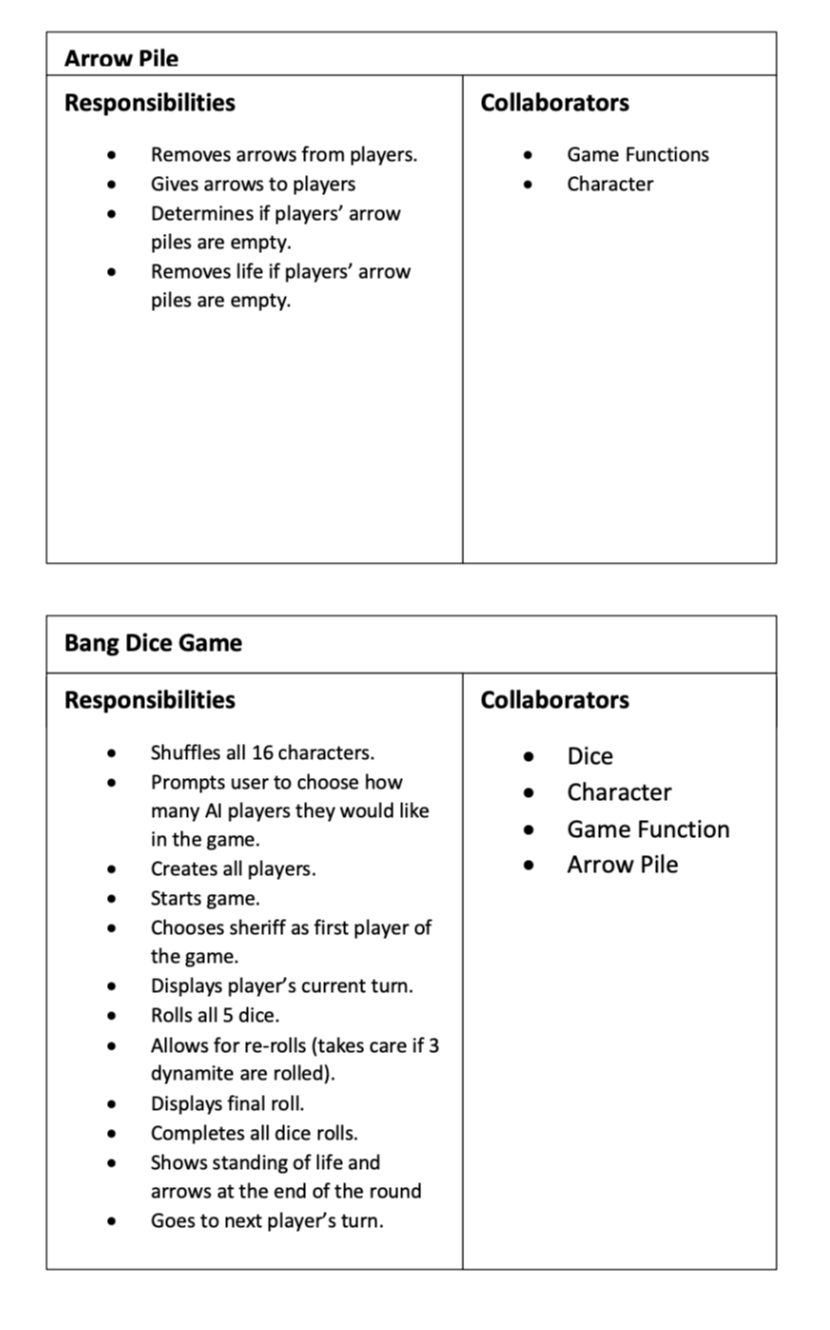 Arrow Pile
Responsibilities
• Removes arrows from players.
• Gives arrows to players
• Determines if players’ arrow
piles are empty.
• Removes life if players’ arrow
piles are empty.
Collaborators
• Game Functions
• Character
Bang Dice Game
Responsibilities
• Shuffles all 16 characters.
• Prompts user to choose how
many AI players they would like
in the game.
• Creates all players.
• Starts game.
• Chooses sheriff as first player of
the game.
• Displays player’s current turn.
• Rolls all 5 dice.
• Allows for re-rolls (takes care if 3
dynamite are rolled).
• Displays final roll.
• Completes all dice rolls.
• Shows standing of life and
arrows at the end of the round
• Goes to next player’s turn.
Collaborators
• Dice
• Character
• Game Function
• Arrow Pile